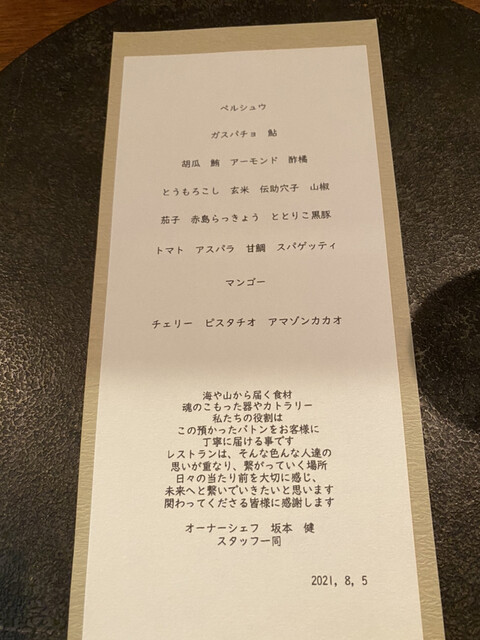 ペルシュウ
ガスパチョ　鮎
胡瓜　鮪　アーモンド　酢橘
とうもろこし　玄米　伝助穴子　山椒
茄子　赤島らっきょう　ととりこ黒豚
トマト　アスパラ　甘鯛　スパゲッティ
マンゴー
チェリー　ピスタチオ　アマゾンカカオ
海や山から届く食材
魂のこもった器やカトラリー
私たちの役割は
この預かったバトンをお客様に
丁寧に届ける事です
レストランは、そんな色んな人達の
思いが重なり、繋がっていく場所
日々の当たり前を大切に感じ、
未来へと繋いでいきたいと思います
関わってくださる皆様に感謝します
オーナーシェフ　坂本　健
スタッフ一同
2021, 8, 5